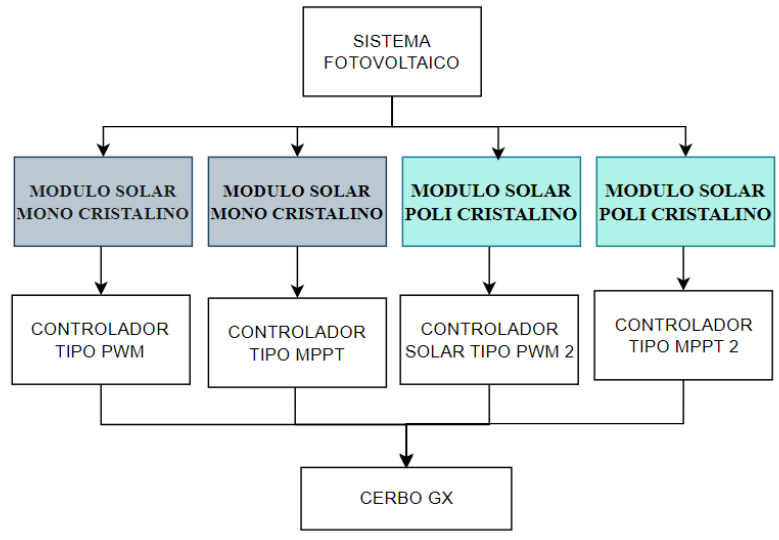 SISTEMA
FOTOVOLTAICO
MODULO SOLAR
MONO CRISTALINO
MODULO SOLAR
MONO CRISTALINO
MODULO SOLAR
POLI CRISTALINO
MODULO SOLAR
POLI CRISTALINO
CONTROLADOR
TIPO PWM
CONTROLADOR
TIPO MPPT
CONTROLADOR
SOLAR TIPO PWM 2
CONTROLADOR
TIPO MPPT 2
CERBO GX